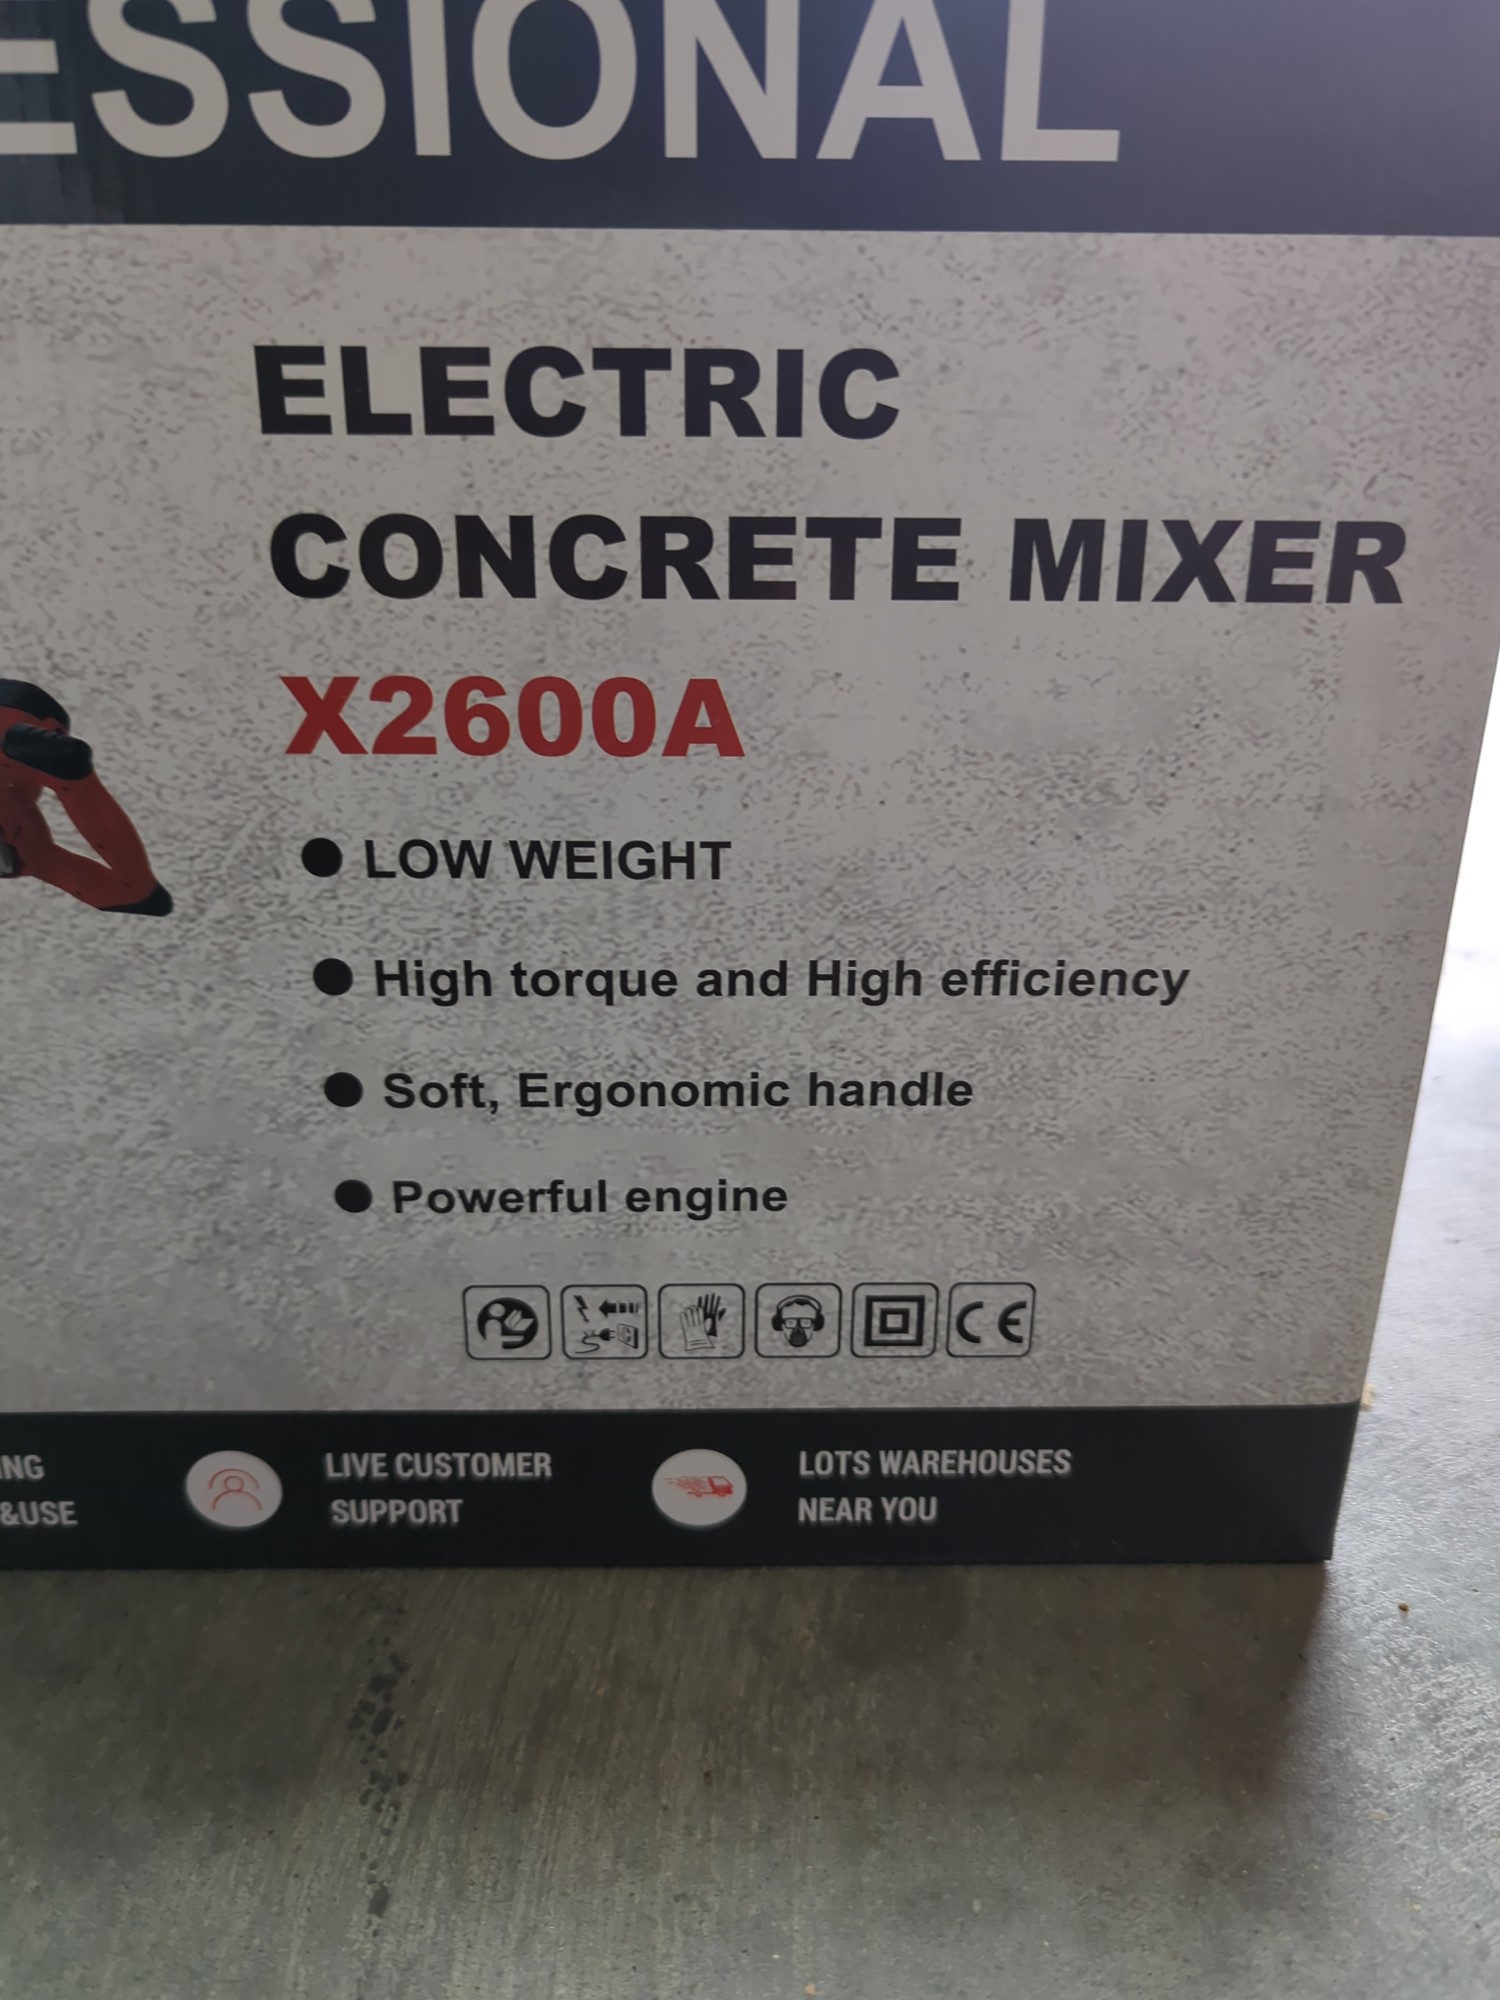 ESSIONAL
ELECTRIC
CONCRETE MIXER
X2600A
● LOW WEIGHT
● High torque and High efficiency
● Soft, Ergonomic handle
● Powerful engine
CE
ING
&USE
LIVE CUSTOMER
SUPPORT
LOTS WAREHOUSES
NEAR YOU